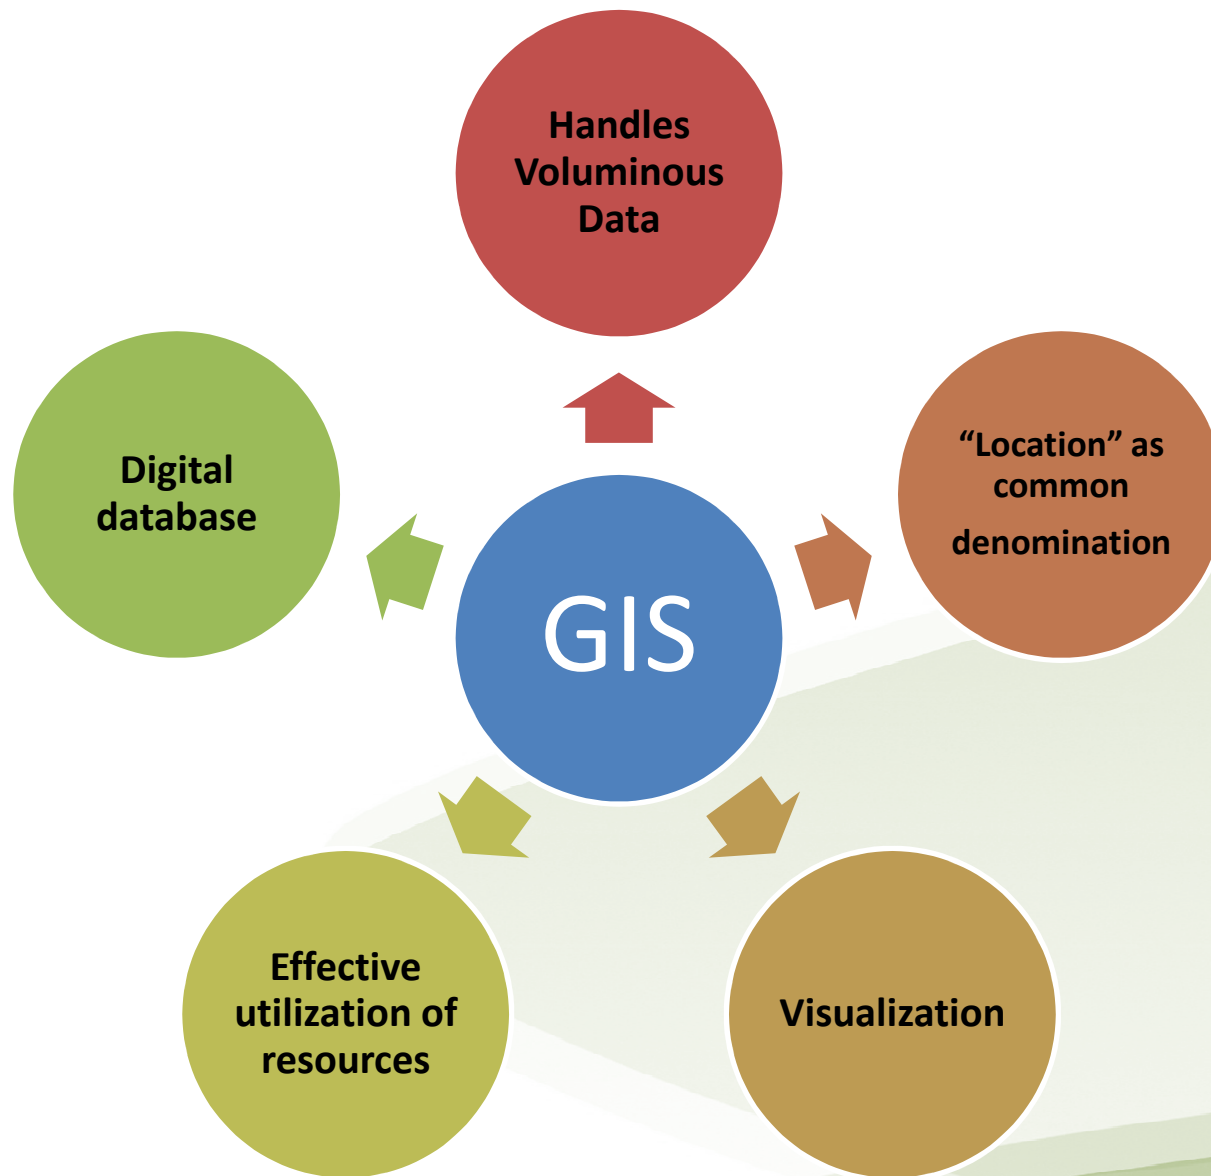 Handles
Voluminous
Data
Digital
database
“Location” as
common
denomination
GIS
Effective
utilization of
resources
Visualization